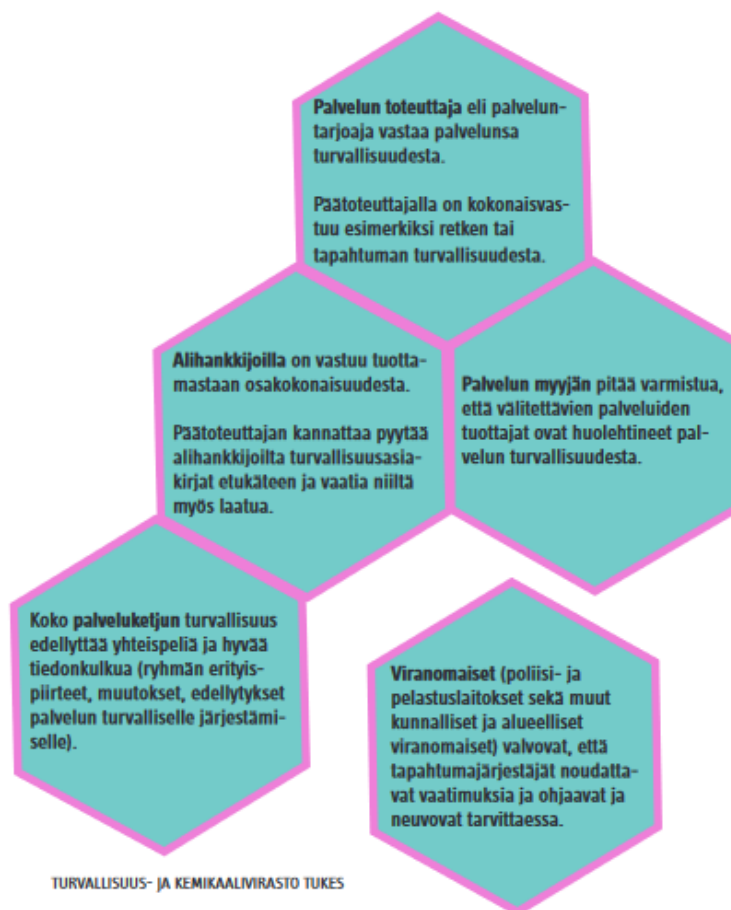 Palvelun toteuttaja eli palvelun-
tarjoaja vastaa palvelunsa
turvallisuudesta.
Päätoteuttajalla on kokonaisvas-
tuu esimerkiksi retken tai
tapahtuman turvallisuudesta.
Alihankkijoilla on vastuu tuotta-
mastaan osakokonaisuudesta.
Päätoteuttajan kannattaa pyytää
alihankkijoilta turvallisuusasia-
kirjat etukäteen ja vaatia niiltä
myös laatua.
Palvelun myyjän pitää varmistua,
että välitettävien palveluiden
tuottajat ovat huolehtineet pal-
velun turvallisuudesta.
Koko palveluketjun turvallisuus
edellyttää yhteispeliä ja hyvää
tiedonkulkua (ryhmän erityis-
piirteet, muutokset, edellytykset
palvelun turvalliselle järjestämi-
selle).
Viranomaiset (poliisi- ja
pelastuslaitokset sekä muut
kunnalliset ja alueelliset
viranomaiset) valvovat, että
tapahtumajärjestäjät noudatta-
vat vaatimuksia ja ohjaavat ja
neuvovat tarvittaessa.
TURVALLISUUS- JA KEMIKAALIVIRASTO TUKES